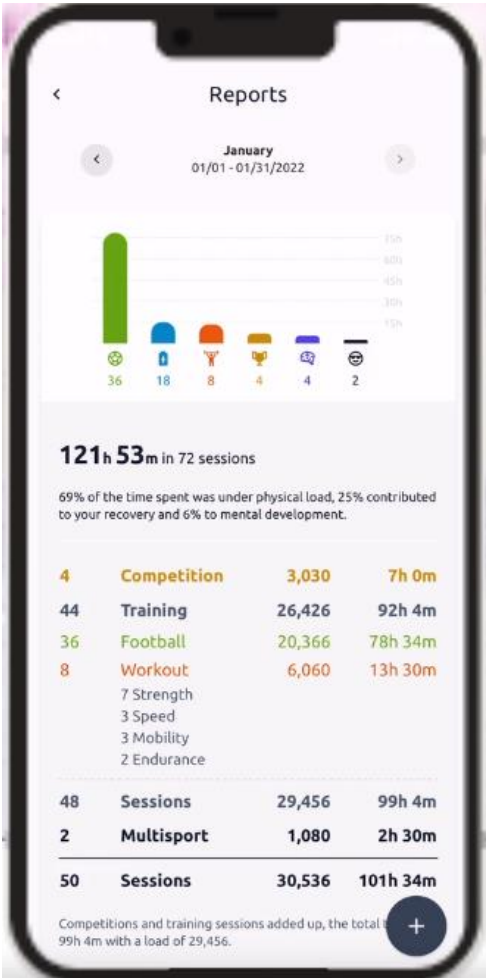 Reports
January
01/01 - 01/31/2022
75h
60h
45h
30h
15h
36 18 8 4 4 2
121h 53m in 72 sessions
69% of the time spent was under physical load, 25% contributed
to your recovery and 6% to mental development.
4 Competition 3,030 7h 0m
44 Training 26,426 92h 4m
36 Football 20,366 78h 34m
8 Workout 6,060 13h 30m
7 Strength
3 Speed
3 Mobility
2 Endurance
48 Sessions 29,456 99h 4m
2 Multisport 1,080 2h 30m
50 Sessions 30,536 101h 34m
Competitions and training sessions added up, the total
99h 4m with a load of 29,456.